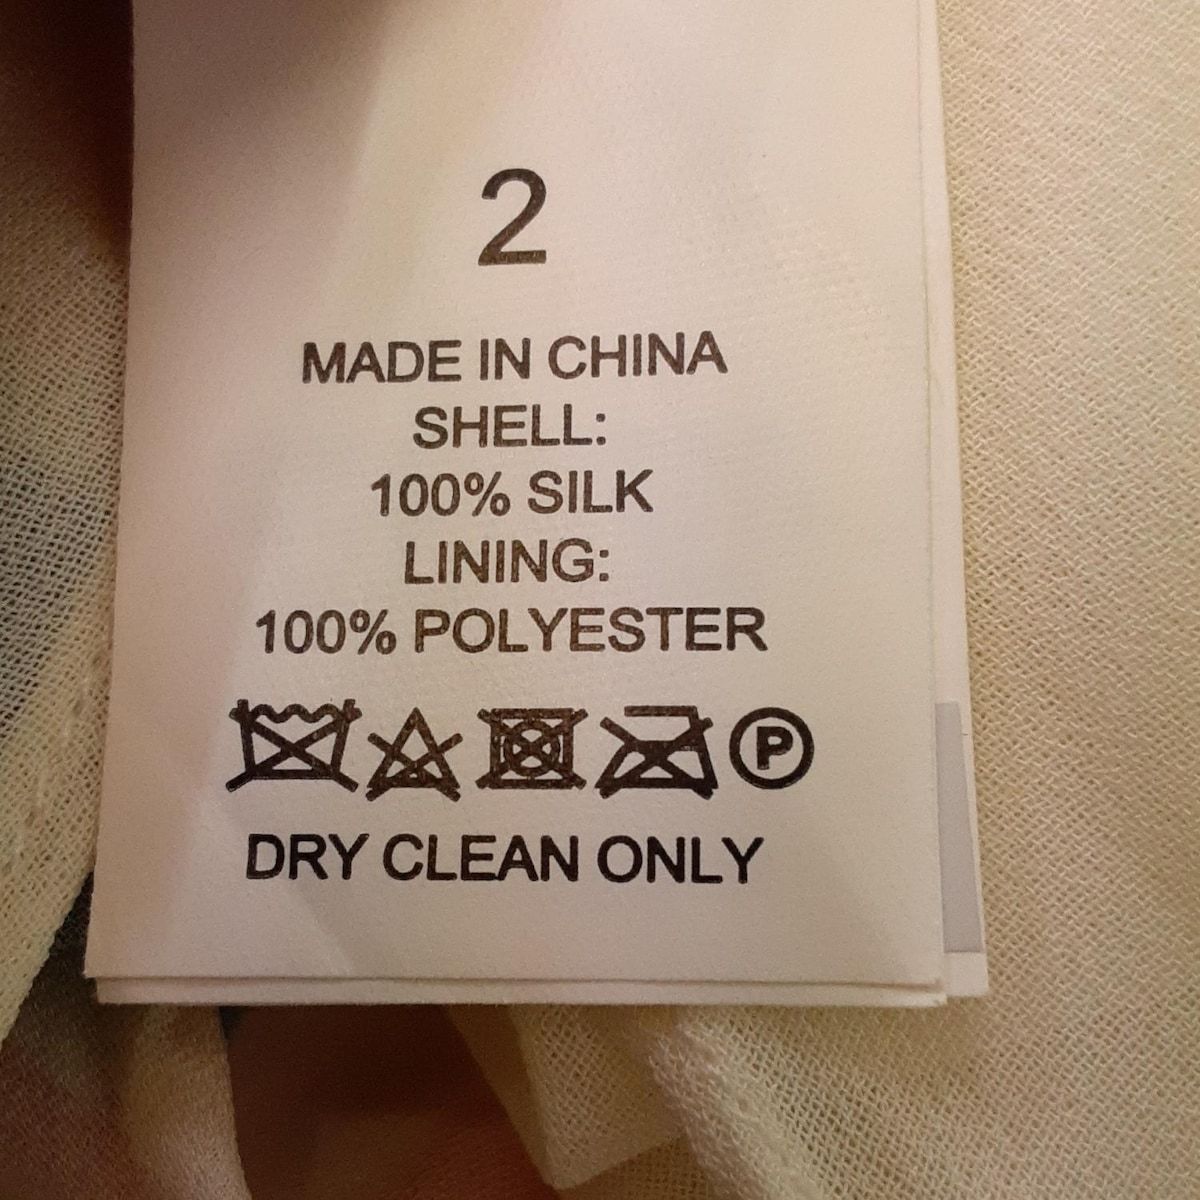 2
MADE IN CHINA
SHELL:
100% SILK
LINING:
100% POLYESTER
P
DRY CLEAN ONLY